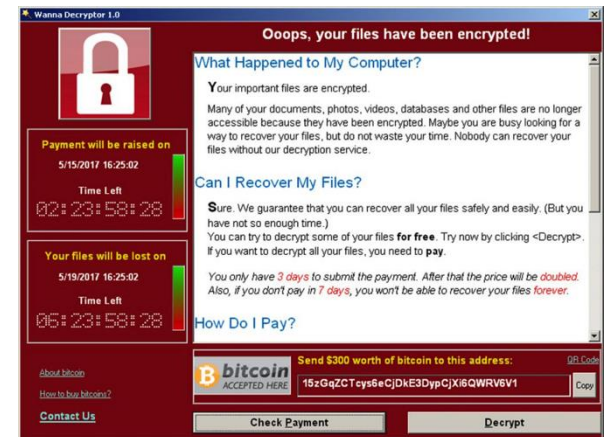 Wanna Decryptor 1.0
Ooops, your files have been encrypted!
Payment will be raised on
5/15/2017 16:25:02
Time Left
02:23:58:28
Your files will be lost on
5/19/2017 16:25:02
Time Left
06:23:58:28
About bitcoin
How to buy bitcoins?
Contact Us
What Happened to My Computer?
Your important files are encrypted.
Many of your documents, photos, videos, databases and other files are no longer
accessible because they have been encrypted. Maybe you are busy looking for a
way to recover your files, but do not waste your time. Nobody can recover your
files without our decryption service.
Can I Recover My Files?
Sure. We guarantee that you can recover all your files safely and easily. (But you
have not so enough time.)
You can try to decrypt some of your files for free. Try now by clicking <Decrypt>.
If you want to decrypt all your files, you need to pay.
You only have 3 days to submit the payment. After that the price will be doubled.
Also, if you don't pay in 7 days, you won't be able to recover your files forever.
How Do I Pay?
bitcoin
ACCEPTED HERE
Send $300 worth of bitcoin to this address:
QR Code
15zGqZCTcys6eCjDkE3DypCjXi6QWRV6V1
Copy
Check Payment
Decrypt